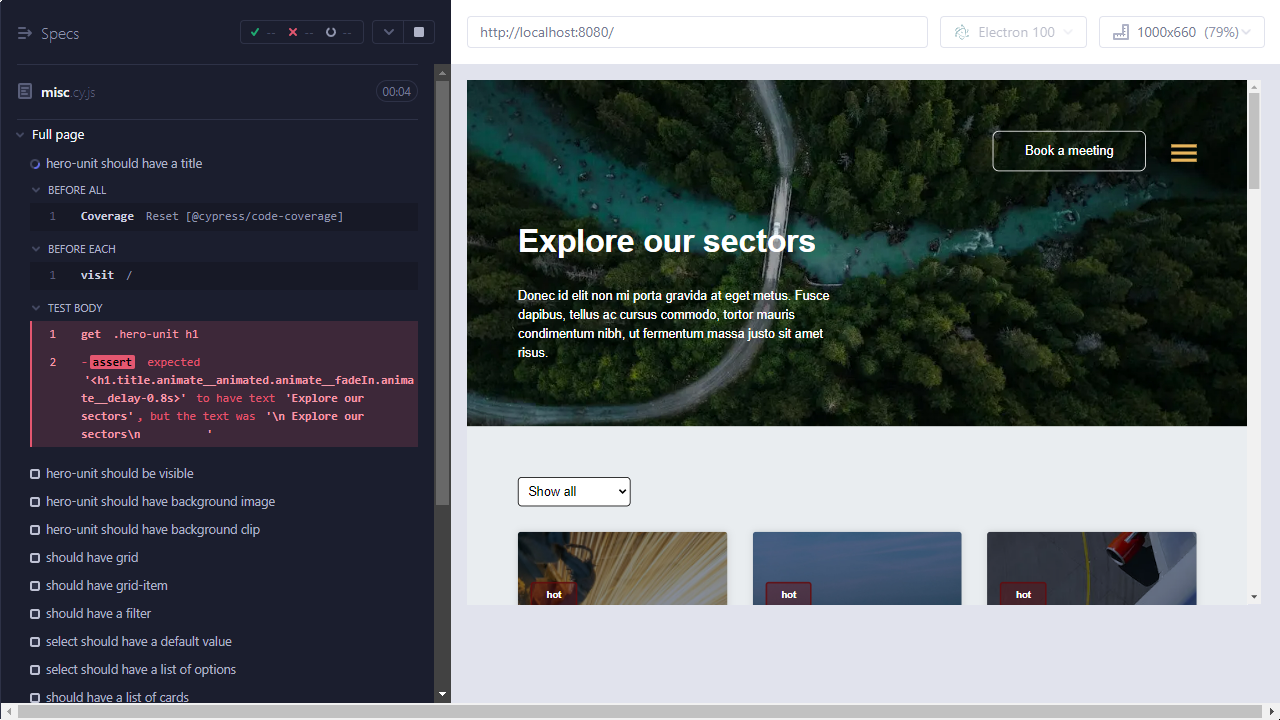 Specs
-- -- --
misc.cy.js 00:04
Full page
hero-unit should have a title
BEFORE ALL
1 Coverage Reset [@cypress/code-coverage]
BEFORE EACH
1 visit /
TEST BODY
1 get .hero-unit h1
2 -assert expected
'<h1.title.animate__animated.animate__fadeIn.anima
te__delay-0.8s>' to have text 'Explore our
sectors', but the text was '\n Explore our
sectors\n '
hero-unit should be visible
hero-unit should have background image
hero-unit should have background clip
should have grid
should have grid-item
should have a filter
select should have a default value
select should have a list of options
should have a list of cards
http://localhost:8080/
Electron 100
1000x660 (79%)
Book a meeting
Explore our sectors
Donec id elit non mi porta gravida at eget metus. Fusce
dapibus, tellus ac cursus commodo, tortor mauris
condimentum nibh, ut fermentum massa justo sit amet
risus.
Show all
hot
hot
hot